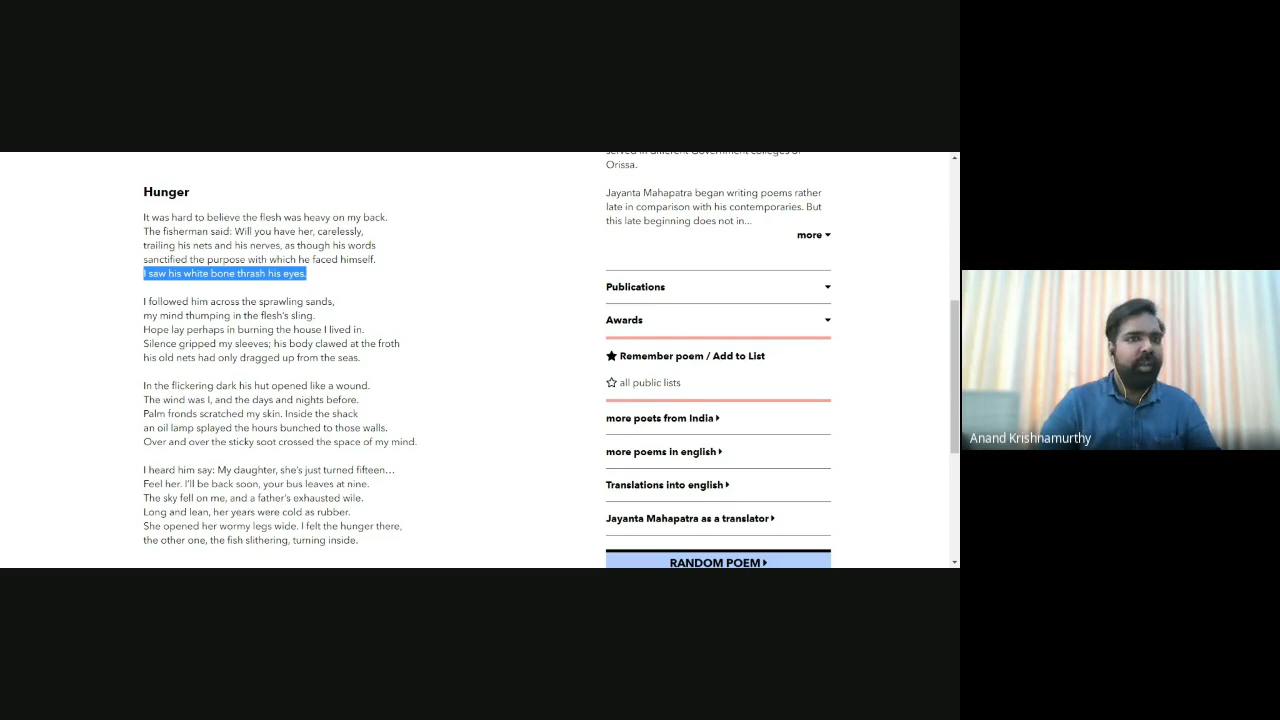 Hunger
It was hard to believe the flesh was heavy on my back.
The fisherman said: Will you have her, carelessly,
trailing his nets and his nerves, as though his words
sanctified the purpose with which he faced himself.
I saw his white bone thrash his eyes.
I followed him across the sprawling sands,
my mind thumping in the flesh’s sling.
Hope lay perhaps in burning the house I lived in.
Silence gripped my sleeves; his body clawed at the froth
his old nets had only dragged up from the seas.
In the flickering dark his hut opened like a wound.
The wind was I, and the days and nights before.
Palm fronds scratched my skin. Inside the shack
an oil lamp splayed the hours bunched to those walls.
Over and over the sticky soot crossed the space of my mind.
I heard him say: My daughter, she’s just turned fifteen…
Feel her. I’ll be back soon, your bus leaves at nine.
The sky fell on me, and a father’s exhausted wile.
Long and lean, her years were cold as rubber.
She opened her wormy legs wide. I felt the hunger there,
the other one, the fish slithering, turning inside.
served in different Government colleges of
Orissa.
Jayanta Mahapatra began writing poems rather
late in comparison with his contemporaries. But
this late beginning does not in...
more
Publications
Awards
Remember poem / Add to List
all public lists
more poets from India
more poems in english
Translations into english
Jayanta Mahapatra as a translator
RANDOM POEM
Anand Krishnamurthy